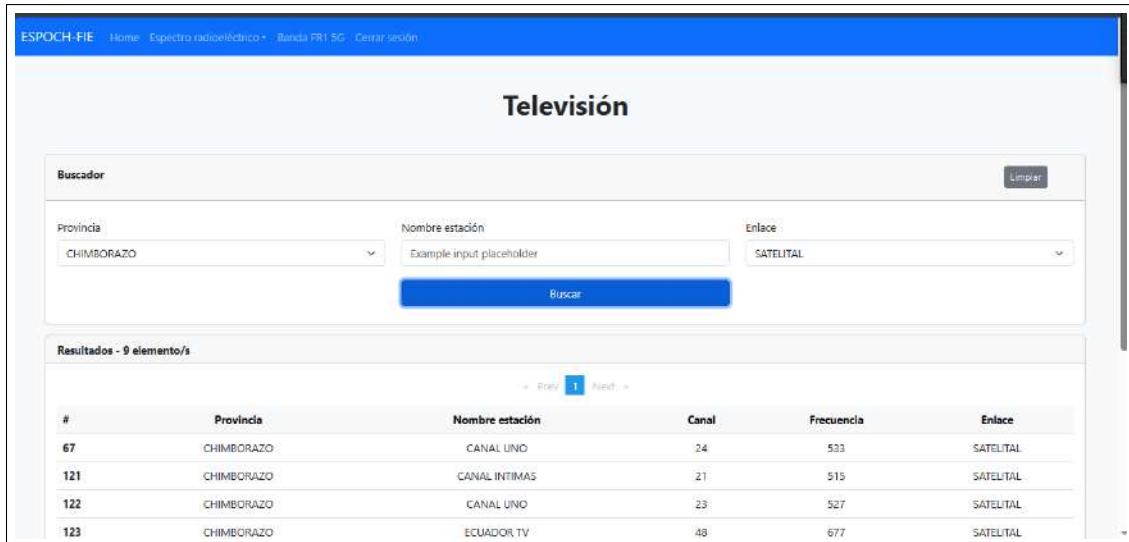 ESPOCH-FIE Home Espectro radioeléctrico Banda FR1 5G Cerrar sesión
Televisión
Buscador Limpiar
Provincia Nombre estación Enlace
CHIMBORAZO Example input placeholder SATELITAL
Buscar
Resultados - 9 elemento/s
« Prev 1 Next »
# Provincia Nombre estación Canal Frecuencia Enlace
67 CHIMBORAZO CANAL UNO 24 533 SATELITAL
121 CHIMBORAZO CANAL INTIMAS 21 515 SATELITAL
122 CHIMBORAZO CANAL UNO 23 527 SATELITAL
123 CHIMBORAZO ECUADOR TV 48 677 SATELITAL